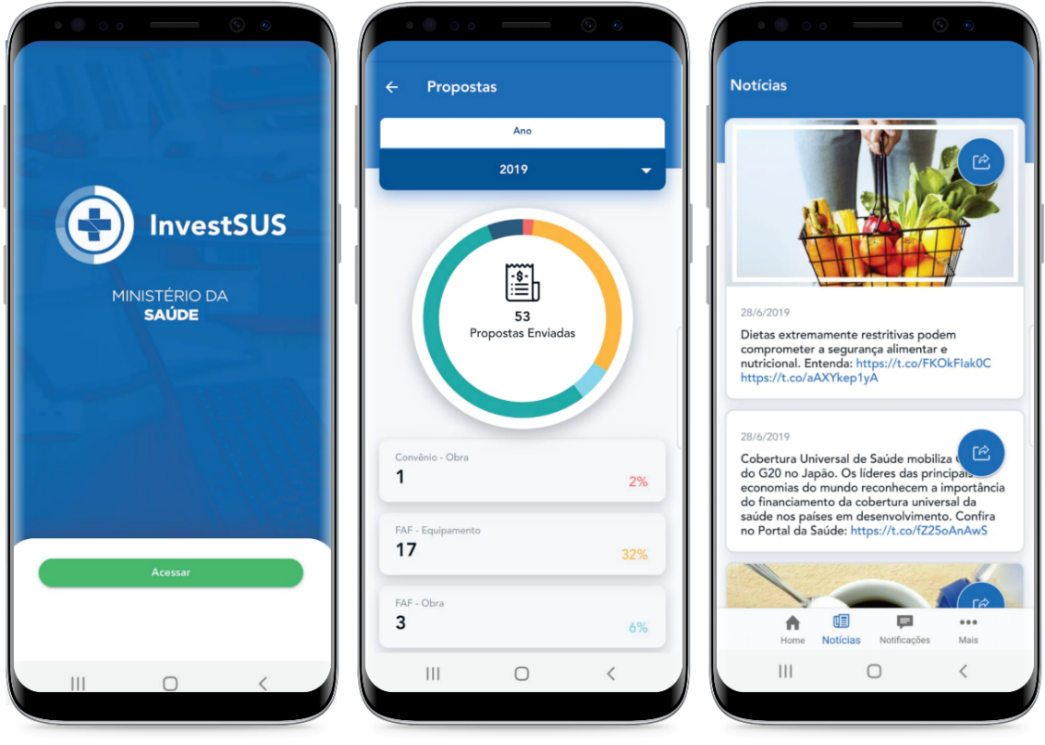 InvestSUS
MINISTÉRIO DA
SAÚDE
Acessar
Propostas
Ano
2019
-$-
53
Propostas Enviadas
Convênio - Obra
1
2%
FAF - Equipamento
17
32%
FAF - Obra
3
6%
Notícias
28/6/2019
Dietas extremamente restritivas podem
comprometer a segurança alimentar e
nutricional. Entenda: https://t.co/FKOkFlak0C
https://t.co/aAXYkep1yA
28/6/2019
Cobertura Universal de Saúde mobiliza
do G20 no Japão. Os líderes das principais
economias do mundo reconhecem a importância
do financiamento da cobertura universal da
saúde nos países em desenvolvimento. Confira
no Portal da Saúde: https://t.co/fZ25oAnAwS
Home
Notícias
Notificações
Mais